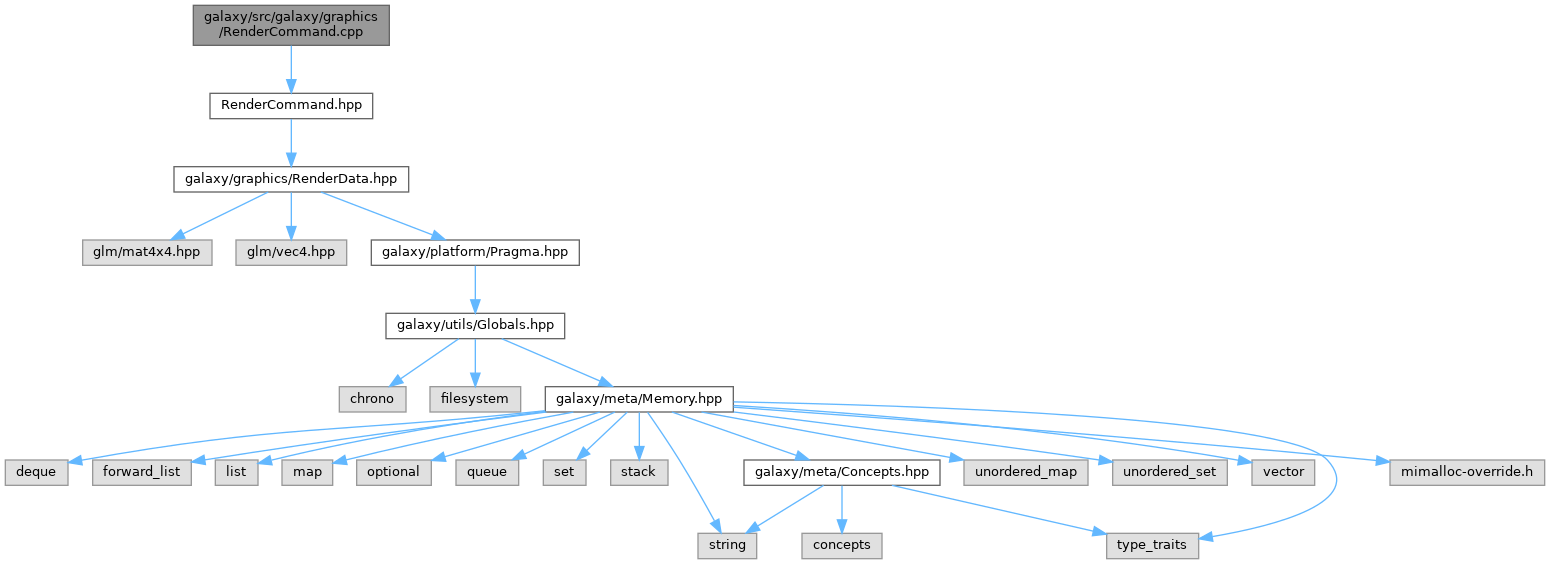 galaxy/src/galaxy/graphics
/RenderCommand.cpp
RenderCommand.hpp
galaxy/graphics/RenderData.hpp
glm/mat4x4.hpp
glm/vec4.hpp
galaxy/platform/Pragma.hpp
galaxy/utils/Globals.hpp
chrono
filesystem
galaxy/meta/Memory.hpp
deque
forward_list
list
map
optional
queue
set
stack
galaxy/meta/Concepts.hpp
unordered_map
unordered_set
vector
mimalloc-override.h
string
concepts
type_traits